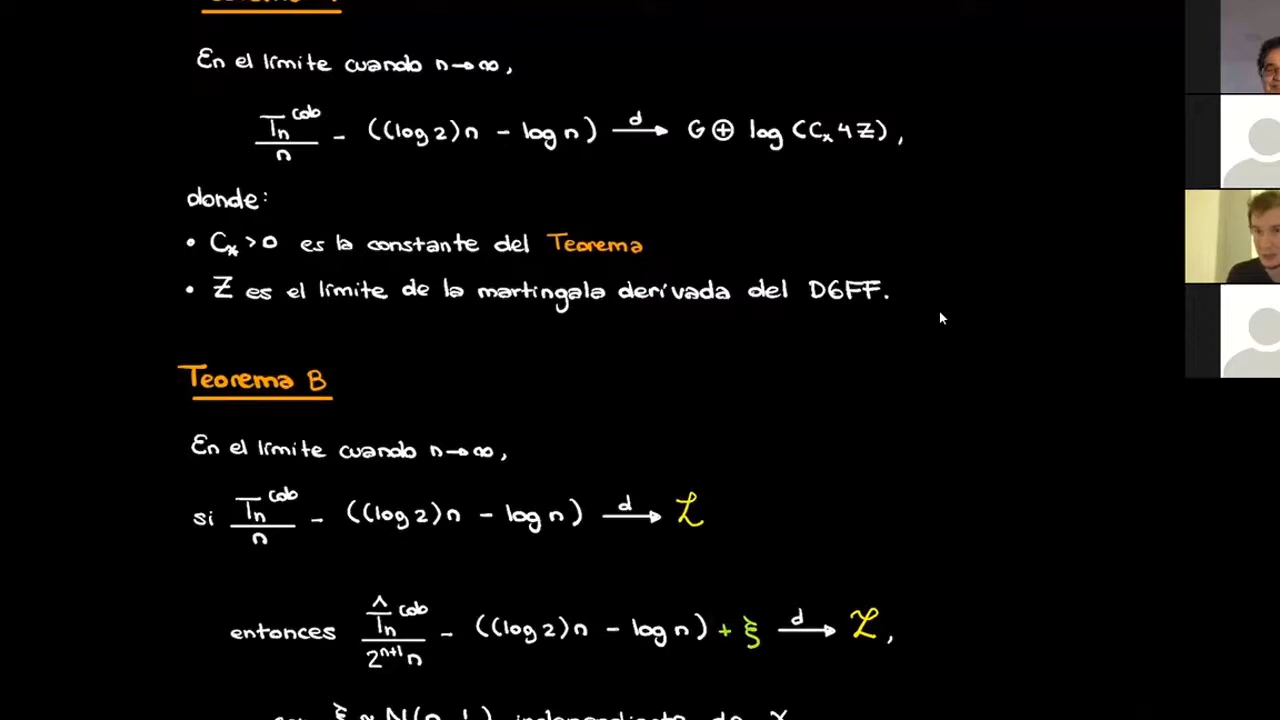 En el límite cuando n→∞,
T_n^cob / n - ((log 2)n - log n) →^d G ⊕ log(C_* 4 Z),
donde:
• C_* > 0 es la constante del Teorema
• Z es el límite de la martingala derivada del DGFF.
Teorema B
En el límite cuando n→∞,
si T_n^cob / n - ((log 2)n - log n) →^d ℒ
entonces T̂_n^cob / 2^{n+1} n - ((log 2)n - log n) + ξ →^d ℒ,